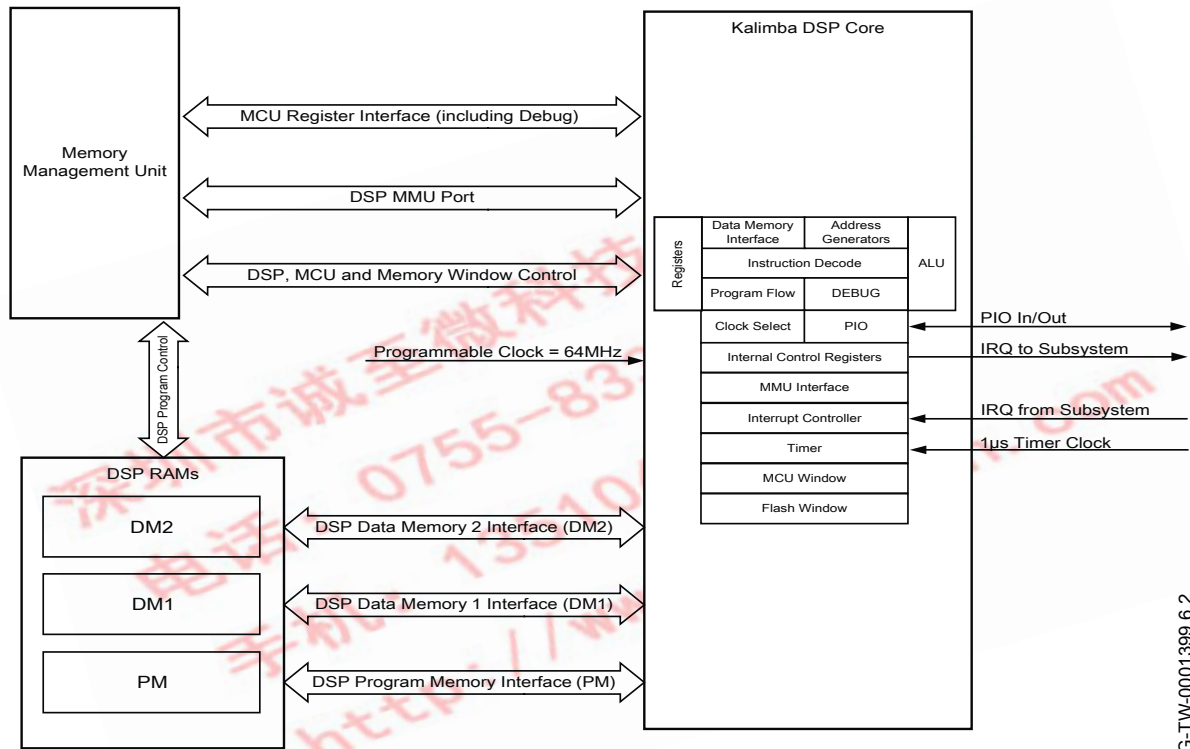 Kalimba DSP Core
Memory
Management Unit
MCU Register Interface (including Debug)
DSP MMU Port
DSP, MCU and Memory Window Control
Registers
Data Memory
Interface
Address
Generators
Instruction Decode
ALU
Program Flow
DEBUG
Clock Select
PIO
PIO In/Out
Programmable Clock = 64MHz
Internal Control Registers
IRQ to Subsystem
MMU Interface
Interrupt Controller
IRQ from Subsystem
Timer
1µs Timer Clock
MCU Window
Flash Window
DSP Program Control
DSP RAMs
DM2
DSP Data Memory 2 Interface (DM2)
DM1
DSP Data Memory 1 Interface (DM1)
PM
DSP Program Memory Interface (PM)
G-TW-0001399.6.2
深圳市诚至微科技
电话：0755-83
手机：13510
http://ww
.com